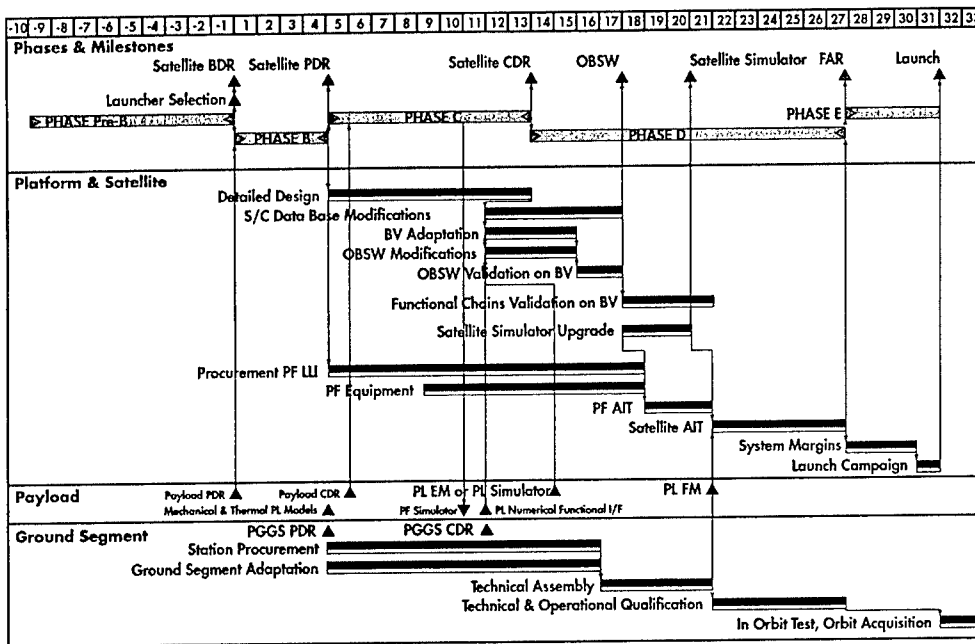 -10 -9 -8 -7 -6 -5 -4 -3 -2 -1 1 2 3 4 5 6 7 8 9 10 11 12 13 14 15 16 17 18 19 20 21 22 23 24 25 26 27 28 29 30 31 32 33
Phases & Milestones
Satellite BDR Satellite PDR Satellite CDR OBSW Satellite Simulator FAR Launch
Launcher Selection
PHASE Pre-B PHASE C PHASE E
PHASE B PHASE D
Platform & Satellite
Detailed Design
S/C Data Base Modifications
BV Adaptation
OBSW Modifications
OBSW Validation on BV
Functional Chains Validation on BV
Satellite Simulator Upgrade
Procurement PF LLI
PF Equipment
PF AIT
Satellite AIT
System Margins
Launch Campaign
Payload
Payload PDR Payload CDR PL EM or PL Simulator PL FM
Mechanical & Thermal PL Models PF Simulator PL Numerical Functional I/F
Ground Segment
PGGS PDR PGGS CDR
Station Procurement
Ground Segment Adaptation
Technical Assembly
Technical & Operational Qualification
In Orbit Test, Orbit Acquisition